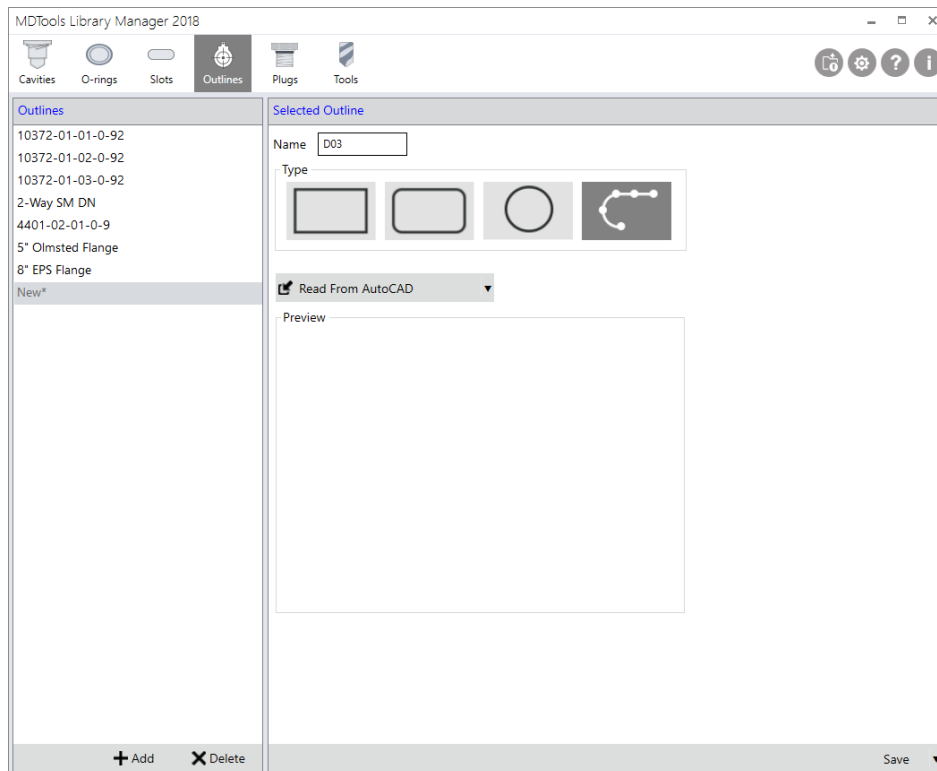 MDTools Library Manager 2018
Cavities O-rings Slots Outlines Plugs Tools
Outlines
10372-01-01-0-92
10372-01-02-0-92
10372-01-03-0-92
2-Way SM DN
4401-02-01-0-9
5" Olmsted Flange
8" EPS Flange
New*
Add Delete
Selected Outline
Name D03
Type
Read From AutoCAD
Preview
Save